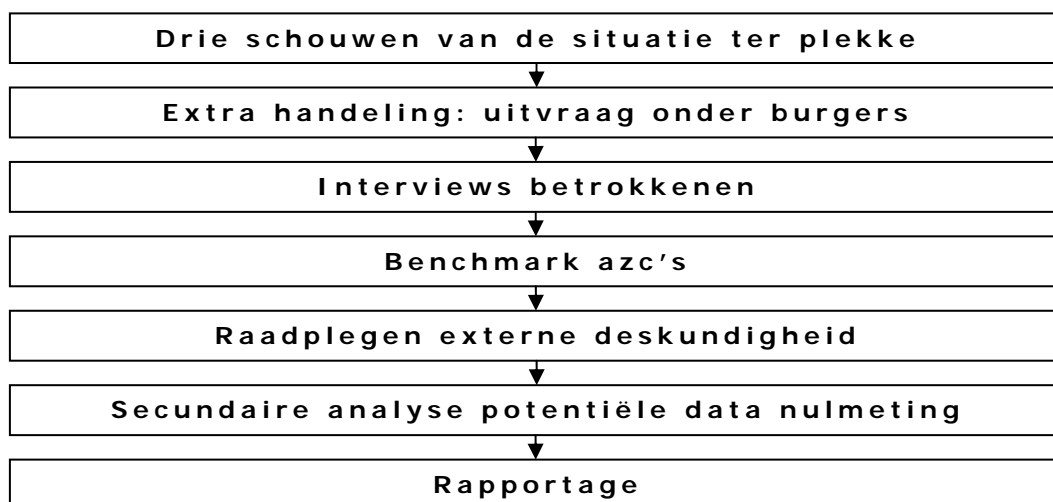 Drie schouwen van de situatie ter plekke
Extra handeling: uitvraag onder burgers
Interviews betrokkenen
Benchmark azc's
Raadplegen externe deskundigheid
Secundaire analyse potentiële data nulmeting
Rapportage